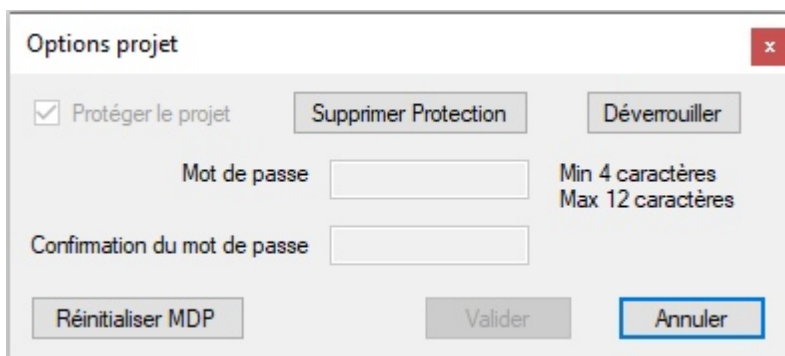 Options projet
x
Protéger le projet
Supprimer Protection
Déverrouiller
Mot de passe
Min 4 caractères
Max 12 caractères
Confirmation du mot de passe
Réinitialiser MDP
Valider
Annuler